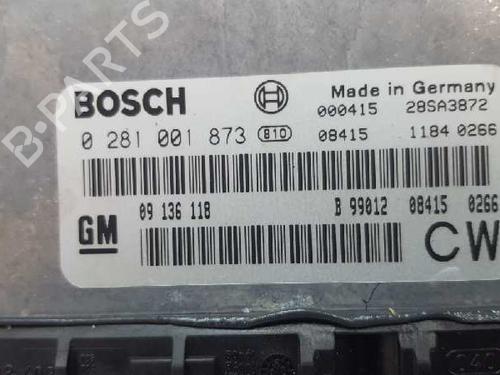 B-PARTS
BOSCH Made in Germany
000415 28SA3872
0 281 001 873 B10 08415 1184 0266
09 136 118 B 99012 08415 0266
GM CW